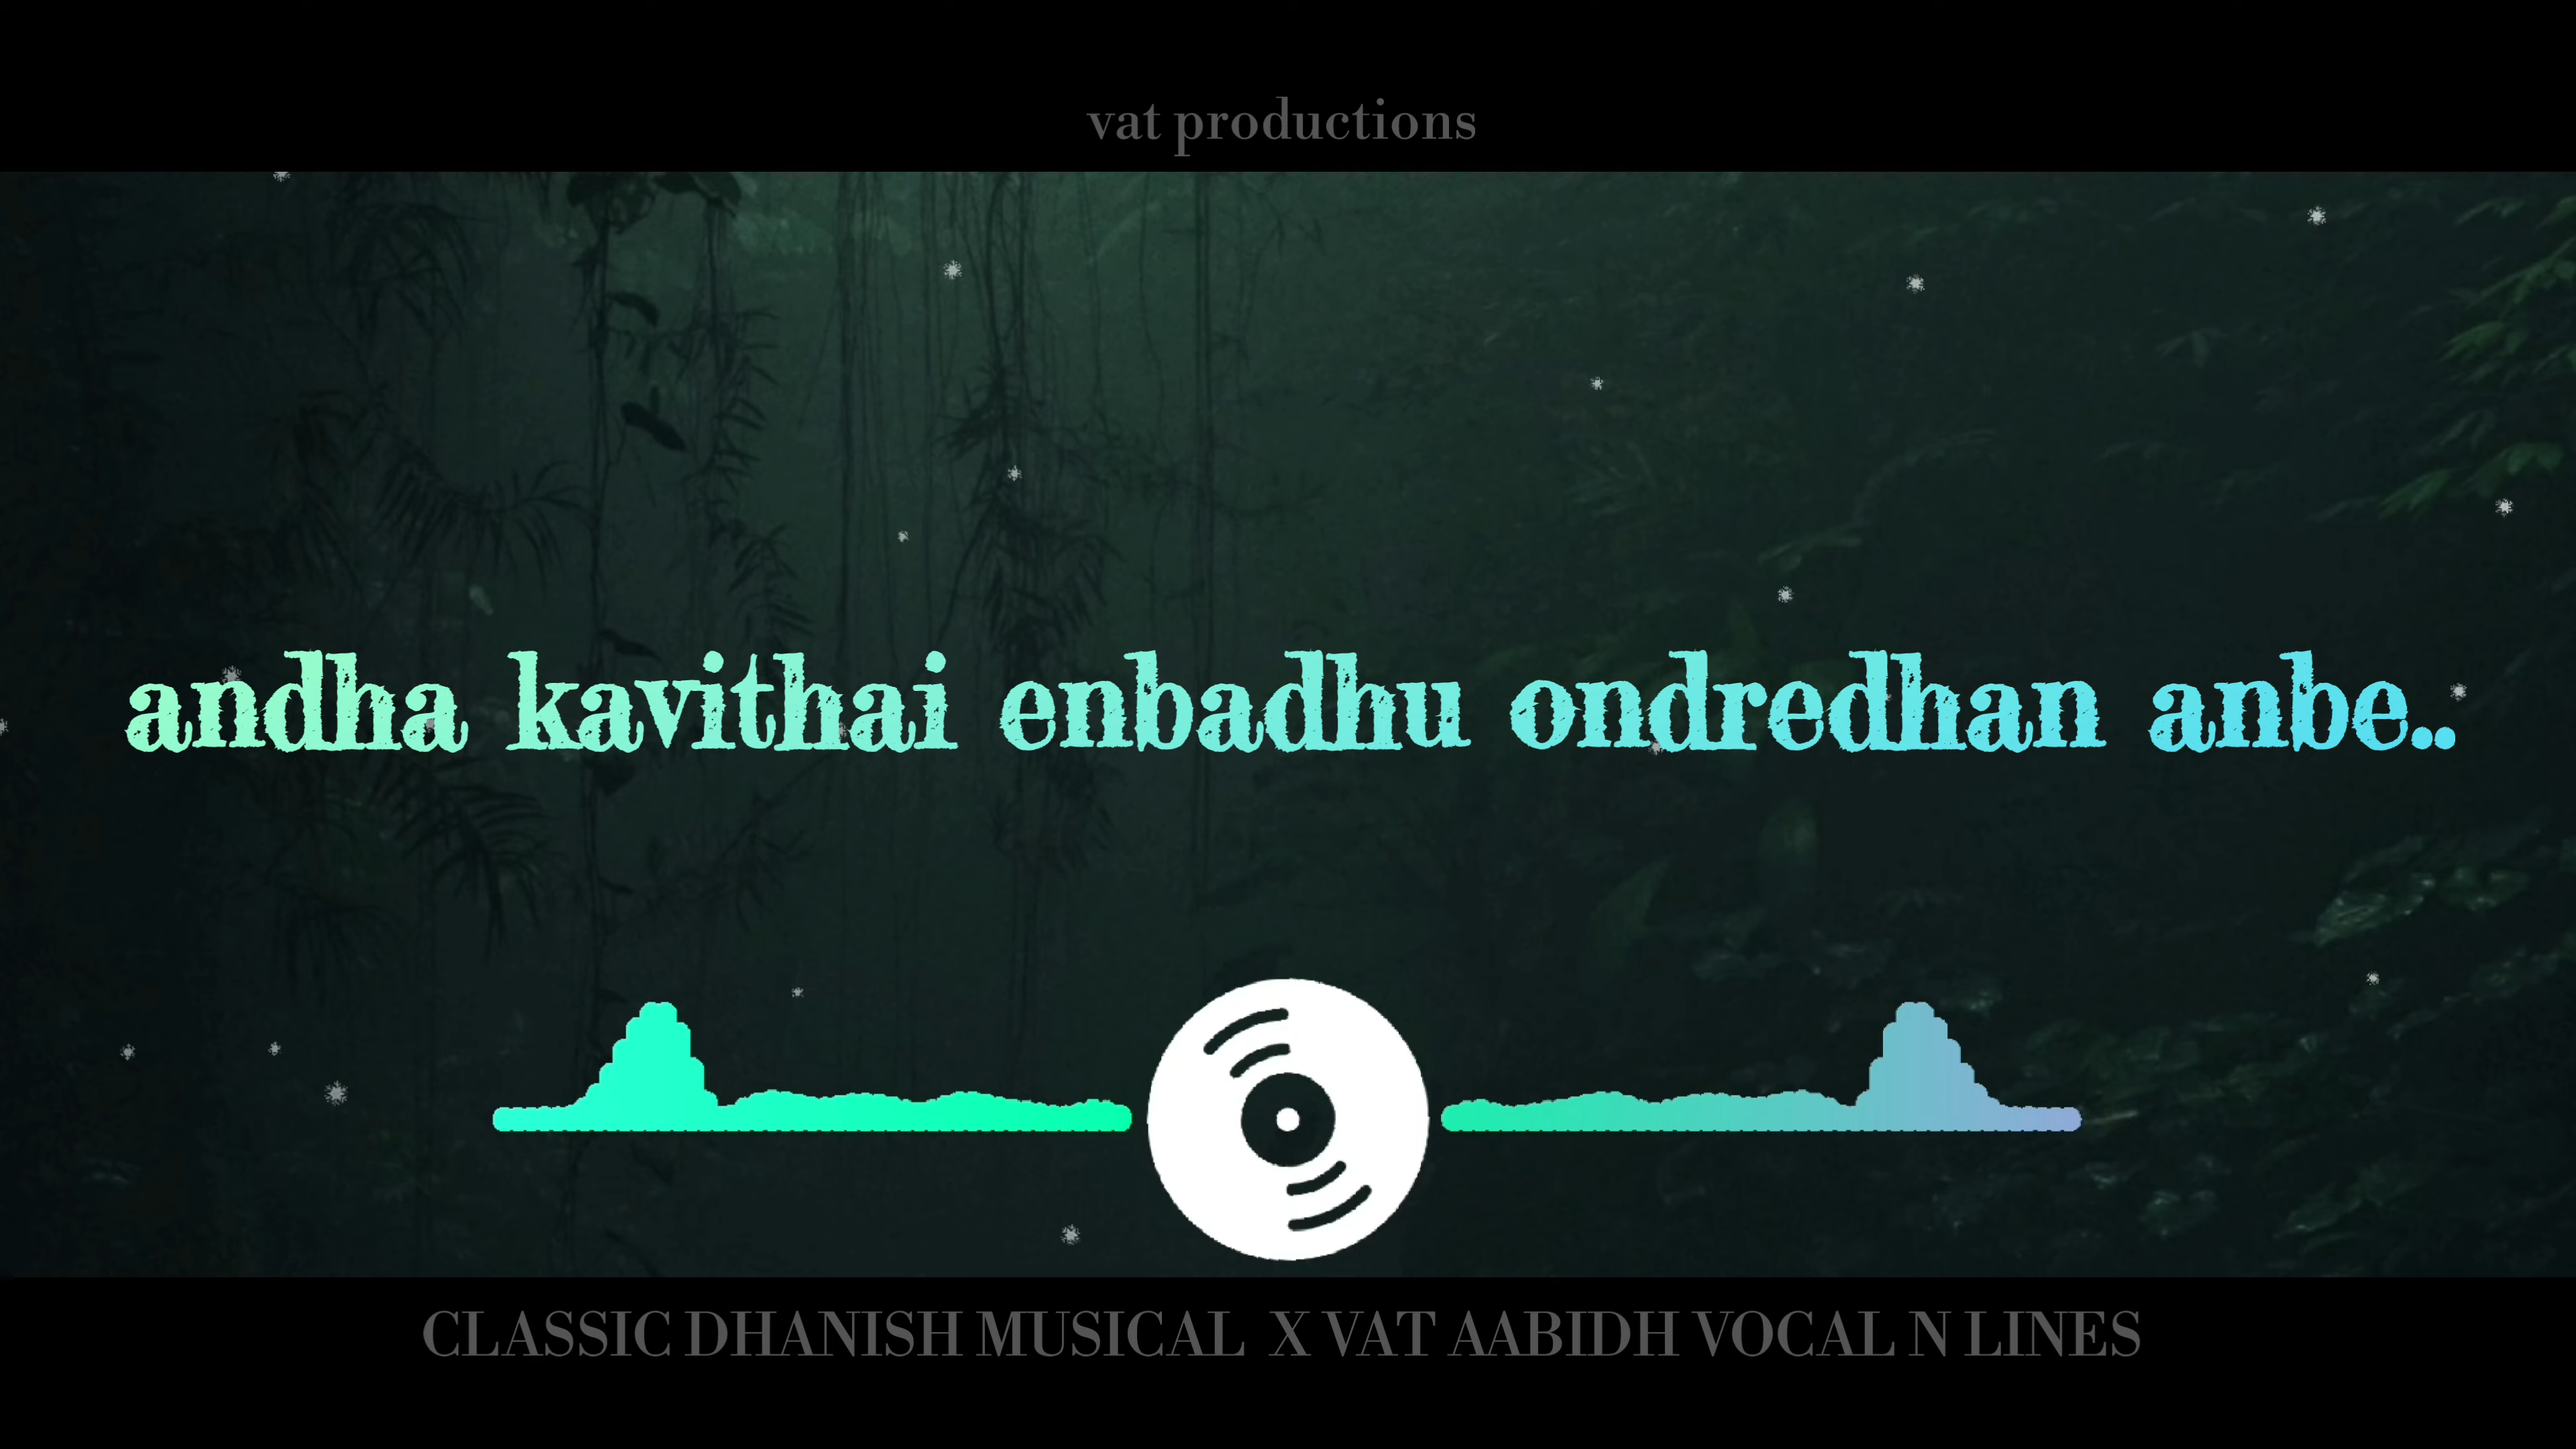 vat productions
andha kavithai enbadhu ondredhan anbe..
CLASSIC DHANISH MUSICAL X VAT AABIDH VOCAL N LINES